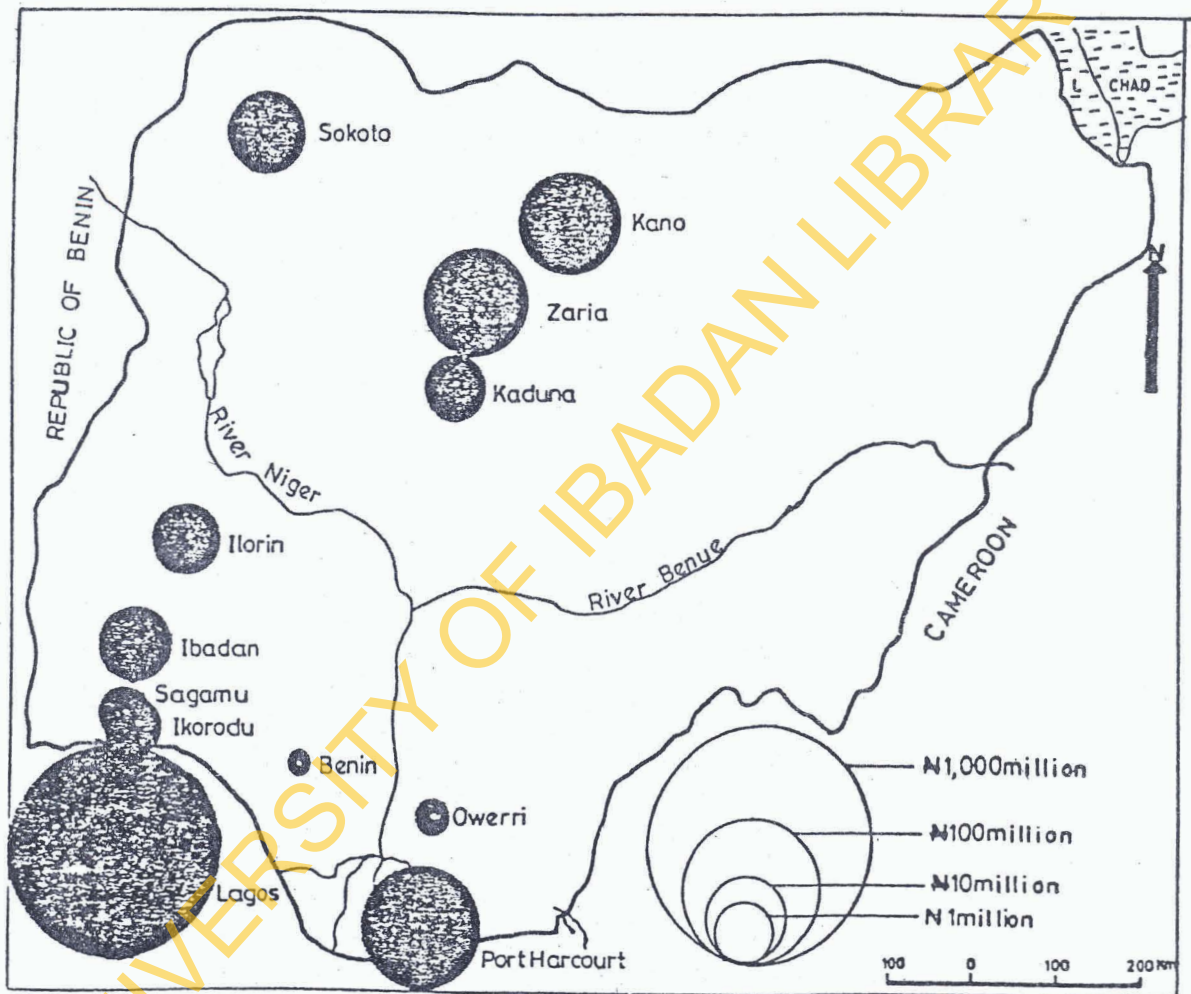 L. CHAD
Sokoto
Kano
N
REPUBLIC OF BENIN
Zaria
Kaduna
River Niger
Ilorin
River Benue
CAMEROON
Ibadan
Sagamu
Ikorodu
Benin
₦1,000million
Owerri
₦100million
₦10million
₦1million
Lagos
Port Harcourt
100 0 100 200 Km
UNIVERSITY OF IBADAN LIBRARY